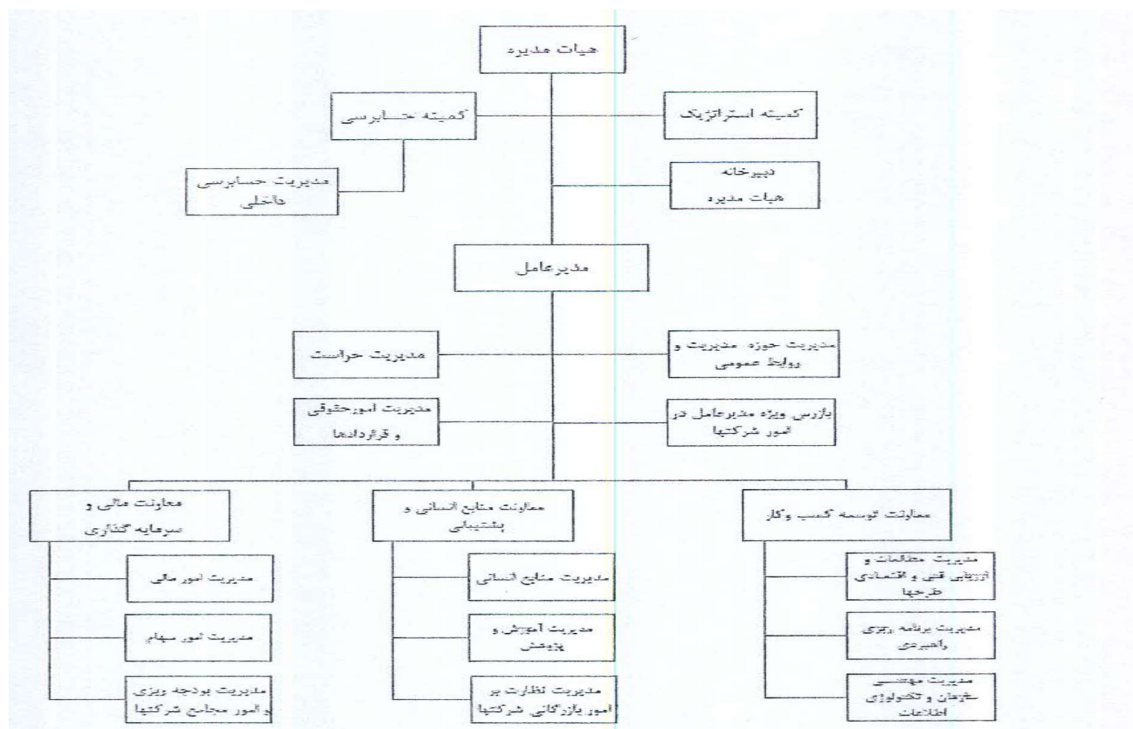 هیات مدیره
کمیته استراتژیک
کمیته حسابرسی
دبیرخانه
هیات مدیره
مدیریت حسابرسی
داخلی
مدیرعامل
مدیریت حوزه مدیریت و
روابط عمومی
مدیریت حراست
بازرس ویژه مدیرعامل در
امور شرکتها
مدیریت امورحقوقی
و قراردادها
معاونت توسعه کسب وکار
معاونت منابع انسانی و
پشتیبانی
معاونت مالی و
سرمایه گذاری
مدیریت مطالعات و
ارزیابی فنی و اقتصادی
طرحها
مدیریت برنامه ریزی
راهبردی
مدیریت مهندسی
سازمان و تکنولوژی
اطلاعات
مدیریت منابع انسانی
مدیریت آموزش و
پژوهش
مدیریت نظارت بر
امور بازرگانی شرکتها
مدیریت امور مالی
مدیریت امور سهام
مدیریت بودجه ریزی
و امور مجامع شرکتها